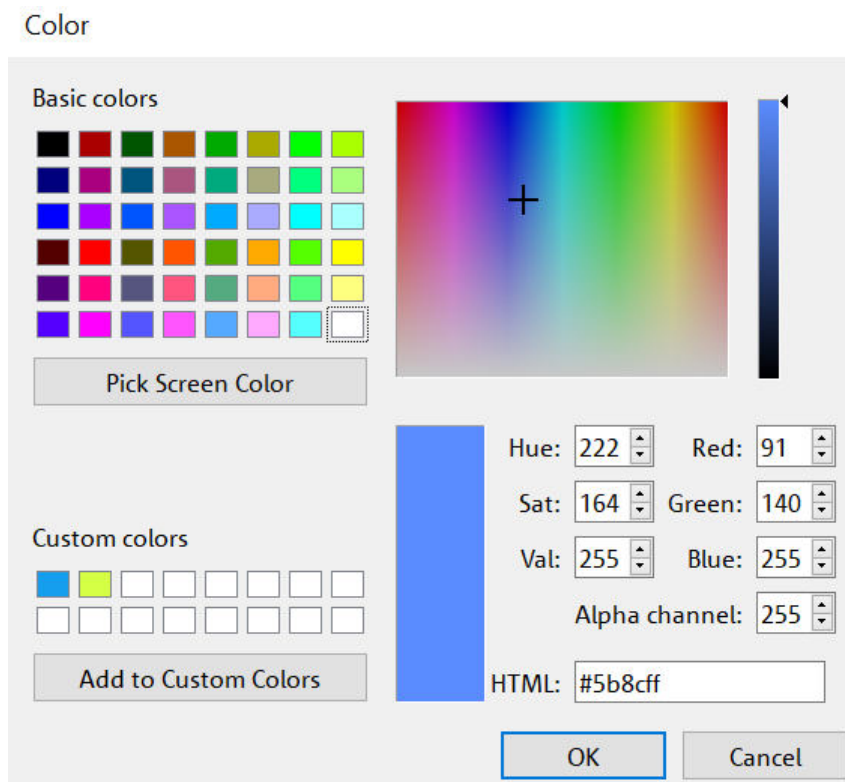 Color
Basic colors
Pick Screen Color
Custom colors
Add to Custom Colors
Hue: 222 Red: 91
Sat: 164 Green: 140
Val: 255 Blue: 255
Alpha channel: 255
HTML: #5b8cff
OK Cancel